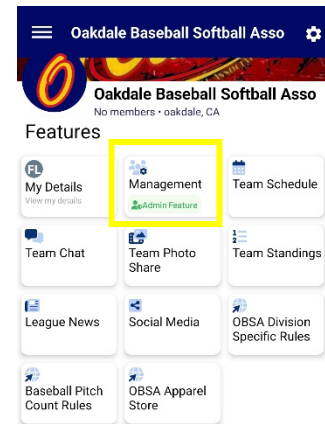 Oakdale Baseball Softball Asso
Oakdale Baseball Softball Asso
No members • oakdale, CA
Features
FL
My Details
View my details
Management
Admin Feature
Team Schedule
Team Chat
Team Photo
Share
Team Standings
League News
Social Media
OBSA Division
Specific Rules
Baseball Pitch
Count Rules
OBSA Apparel
Store